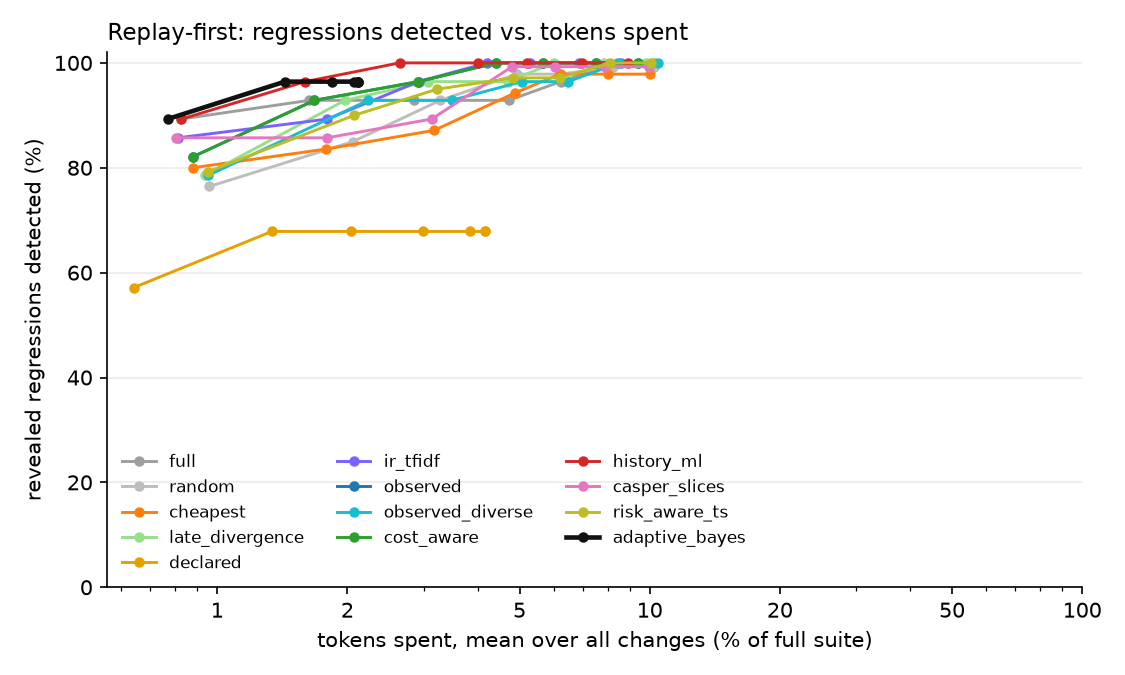 Replay-first: regressions detected vs. tokens spent
revealed regressions detected (%)
100
80
60
40
20
0
full
random
cheapest
late_divergence
declared
ir_tfidf
observed
observed_diverse
cost_aware
history_ml
casper_slices
risk_aware_ts
adaptive_bayes
1 2 5 10 20 50 100
tokens spent, mean over all changes (% of full suite)